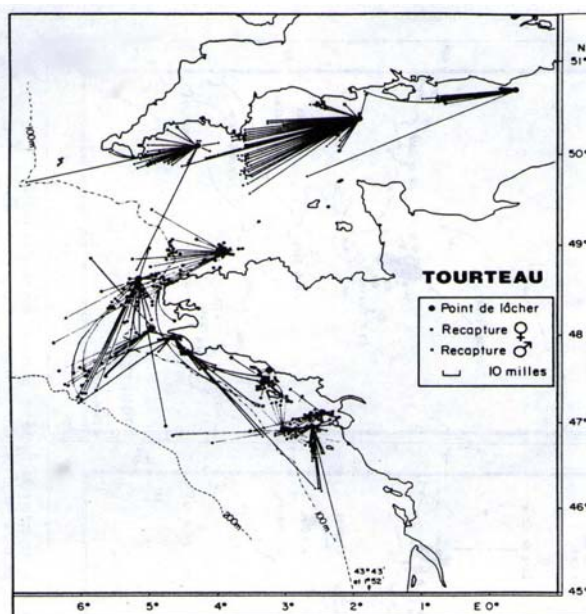 N
51°
100m
50°
49°
TOURTEAU
Point de lâcher
Recapture ♀
Recapture ♂
10 milles
48°
47°
46°
200m
100m
43°43'
et 1°52'
45°
6° 5° 4° 3° 2° 1° E 0°